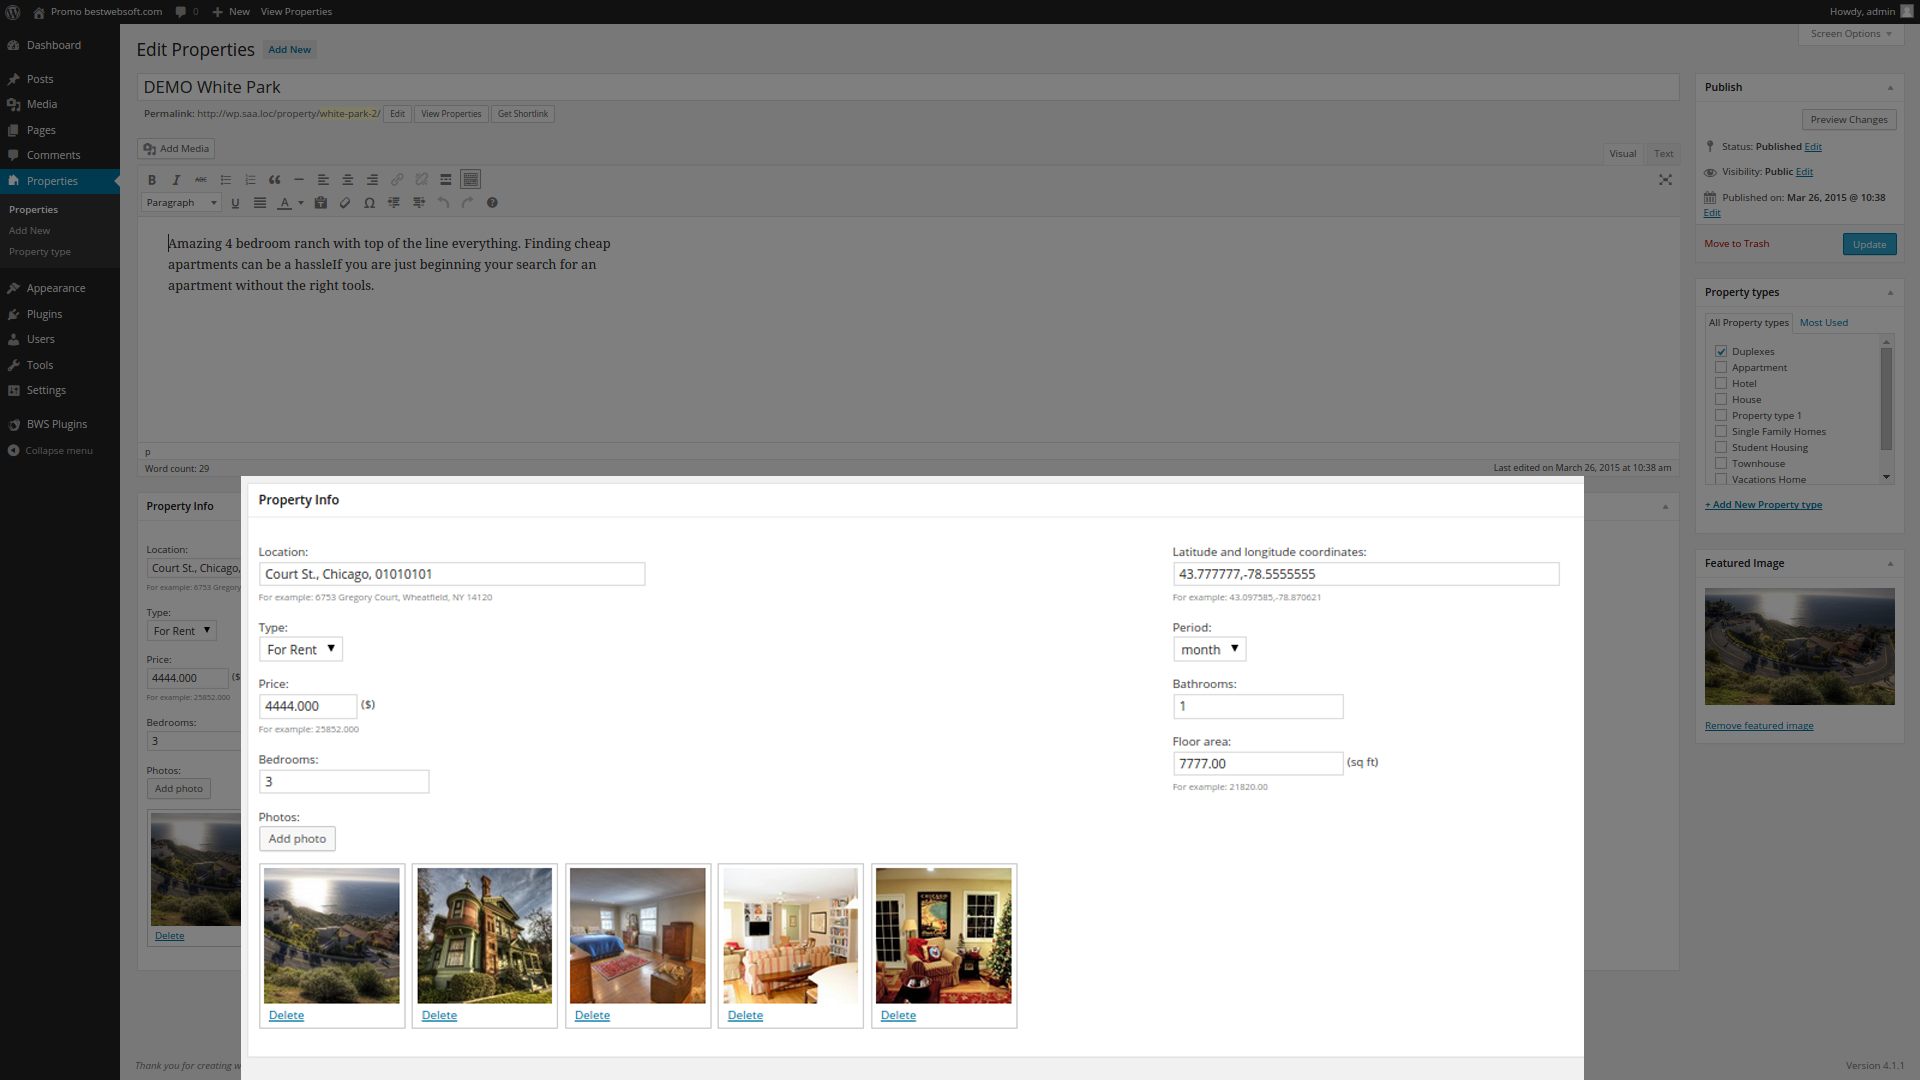 Promo bestwebsoft.com 0 New View Properties Howdy, admin
Screen Options
Dashboard
Posts
Media
Pages
Comments
Properties
Properties
Add New
Property type
Appearance
Plugins
Users
Tools
Settings
BWS Plugins
Collapse menu
Edit Properties Add New
DEMO White Park
Permalink: http://wp.saa.loc/property/white-park-2/ Edit View Properties Get Shortlink
Add Media Visual Text
B I ABC
Paragraph U A Ω
Amazing 4 bedroom ranch with top of the line everything. Finding cheap
apartments can be a hassleIf you are just beginning your search for an
apartment without the right tools.
p
Word count: 29 Last edited on March 26, 2015 at 10:38 am
Publish
Preview Changes
Status: Published Edit
Visibility: Public Edit
Published on: Mar 26, 2015 @ 10:38
Edit
Move to Trash Update
Property types
All Property types Most Used
Duplexes
Appartment
Hotel
House
Property type 1
Single Family Homes
Student Housing
Townhouse
Vacations Home
+ Add New Property type
Featured Image
Remove featured image
Property Info
Location:
Court St., Chicago,
For example: 6753 Gregory
Type:
For Rent
Price:
4444.000 ($
For example: 25852.000
Bedrooms:
3
Photos:
Add photo
Delete
Property Info
Location:
Court St., Chicago, 01010101
For example: 6753 Gregory Court, Wheatfield, NY 14120
Type:
For Rent
Price:
4444.000 ($)
For example: 25852.000
Bedrooms:
3
Photos:
Add photo
Latitude and longitude coordinates:
43.777777,-78.5555555
For example: 43.097585,-78.870621
Period:
month
Bathrooms:
1
Floor area:
7777.00 (sq ft)
For example: 21820.00
CHICAGO
Delete Delete Delete Delete Delete
Thank you for creating w
Version 4.1.1